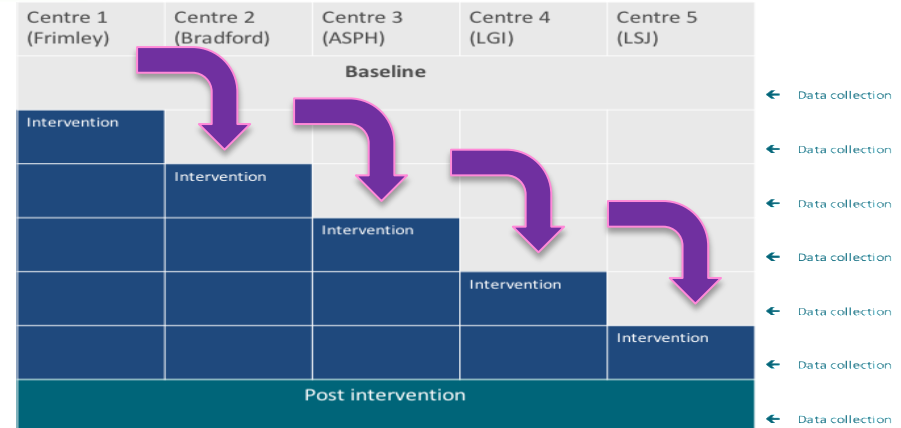 Centre 1
(Frimley)
Centre 2
(Bradford)
Centre 3
(ASPH)
Centre 4
(LGI)
Centre 5
(LSJ)
Baseline
← Data collection
Intervention
← Data collection
Intervention
← Data collection
Intervention
← Data collection
Intervention
← Data collection
Intervention
← Data collection
Post intervention
← Data collection